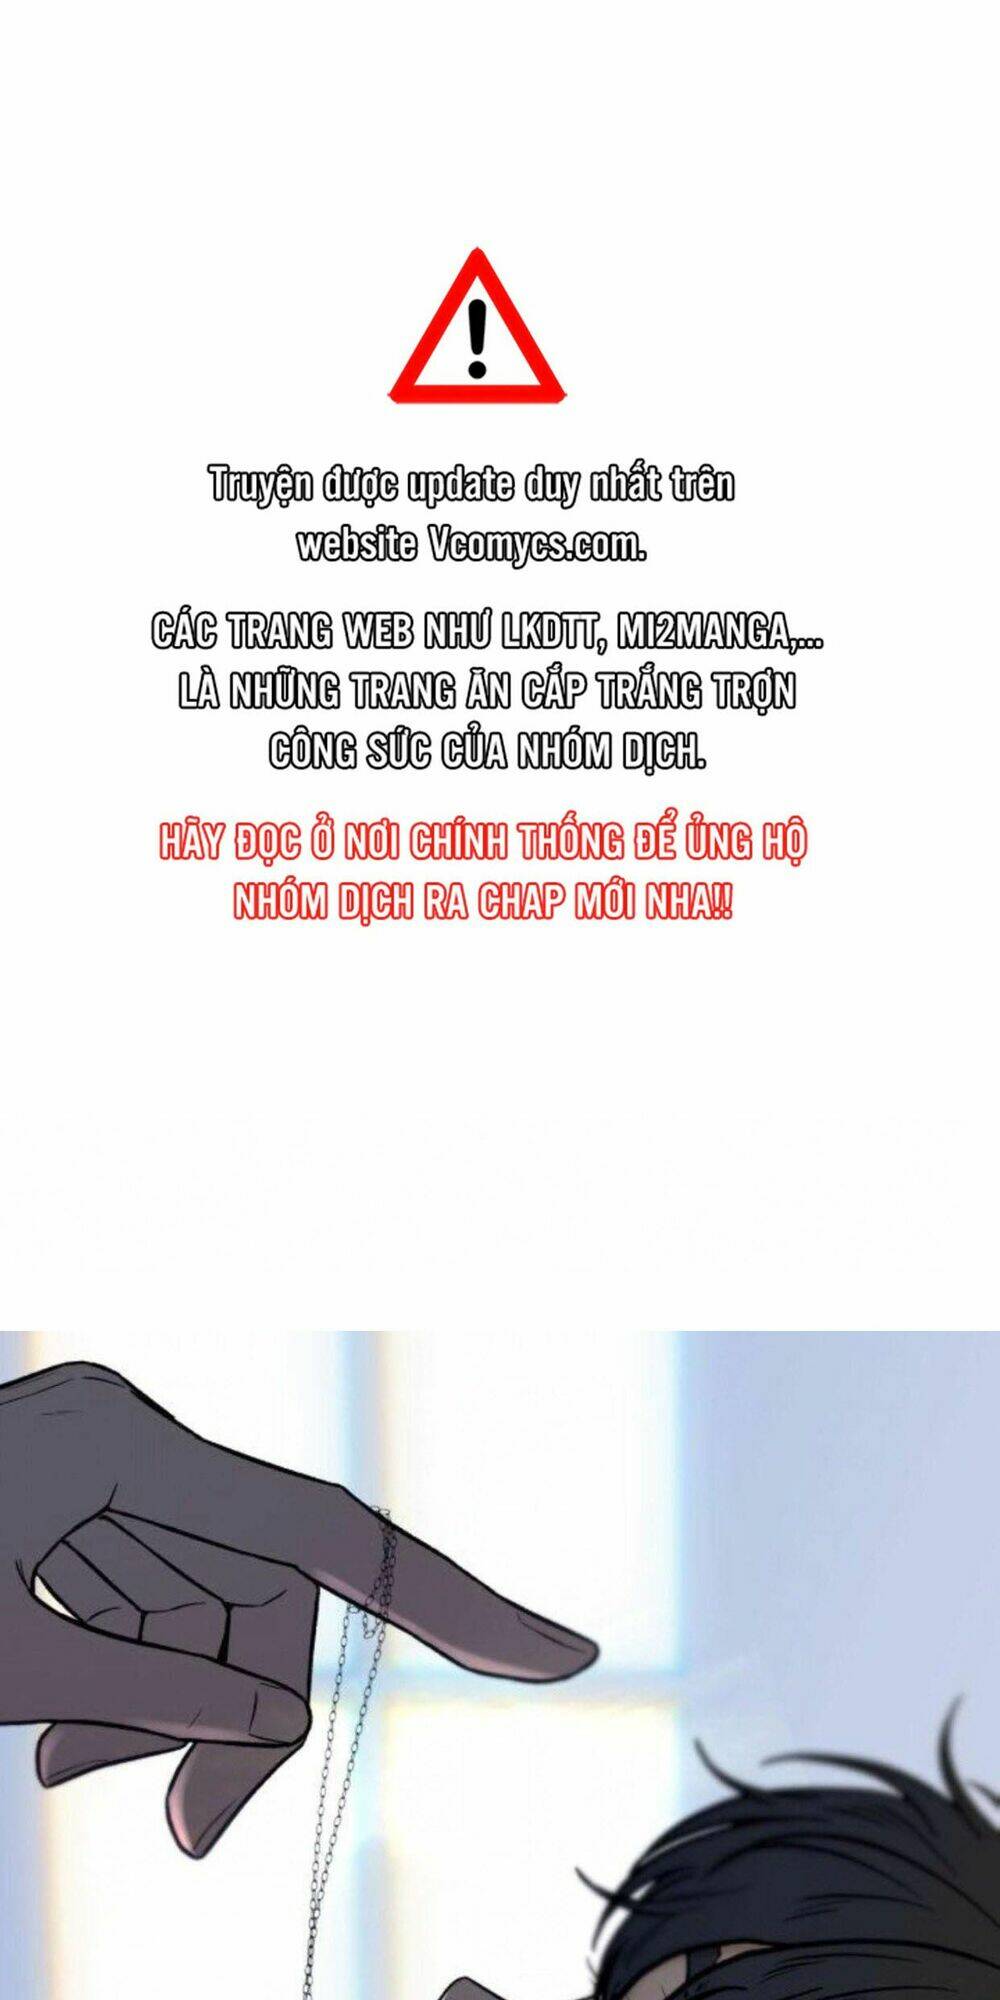 Truyện được update duy nhất trên
website Vcomycs.com.
CÁC TRANG WEB NHƯ LKDTT, MI2MANGA,...
LÀ NHỮNG TRANG ĂN CẮP TRẮNG TRỢN
CÔNG SỨC CỦA NHÓM DỊCH.
HÃY ĐỌC Ở NƠI CHÍNH THỐNG ĐỂ ỦNG HỘ
NHÓM DỊCH RA CHAP MỚI NHA!!